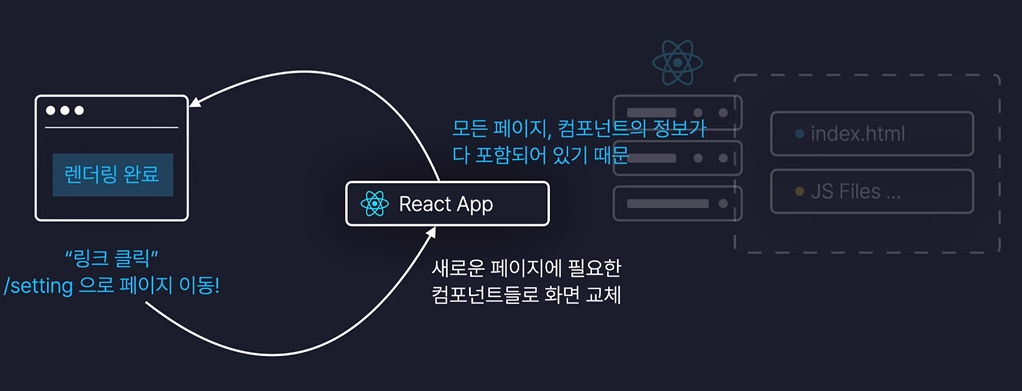 렌더링 완료
“링크 클릭”
/setting 으로 페이지 이동!
React App
모든 페이지, 컴포넌트의 정보가
다 포함되어 있기 때문
새로운 페이지에 필요한
컴포넌트들로 화면 교체
index.html
JS Files ...